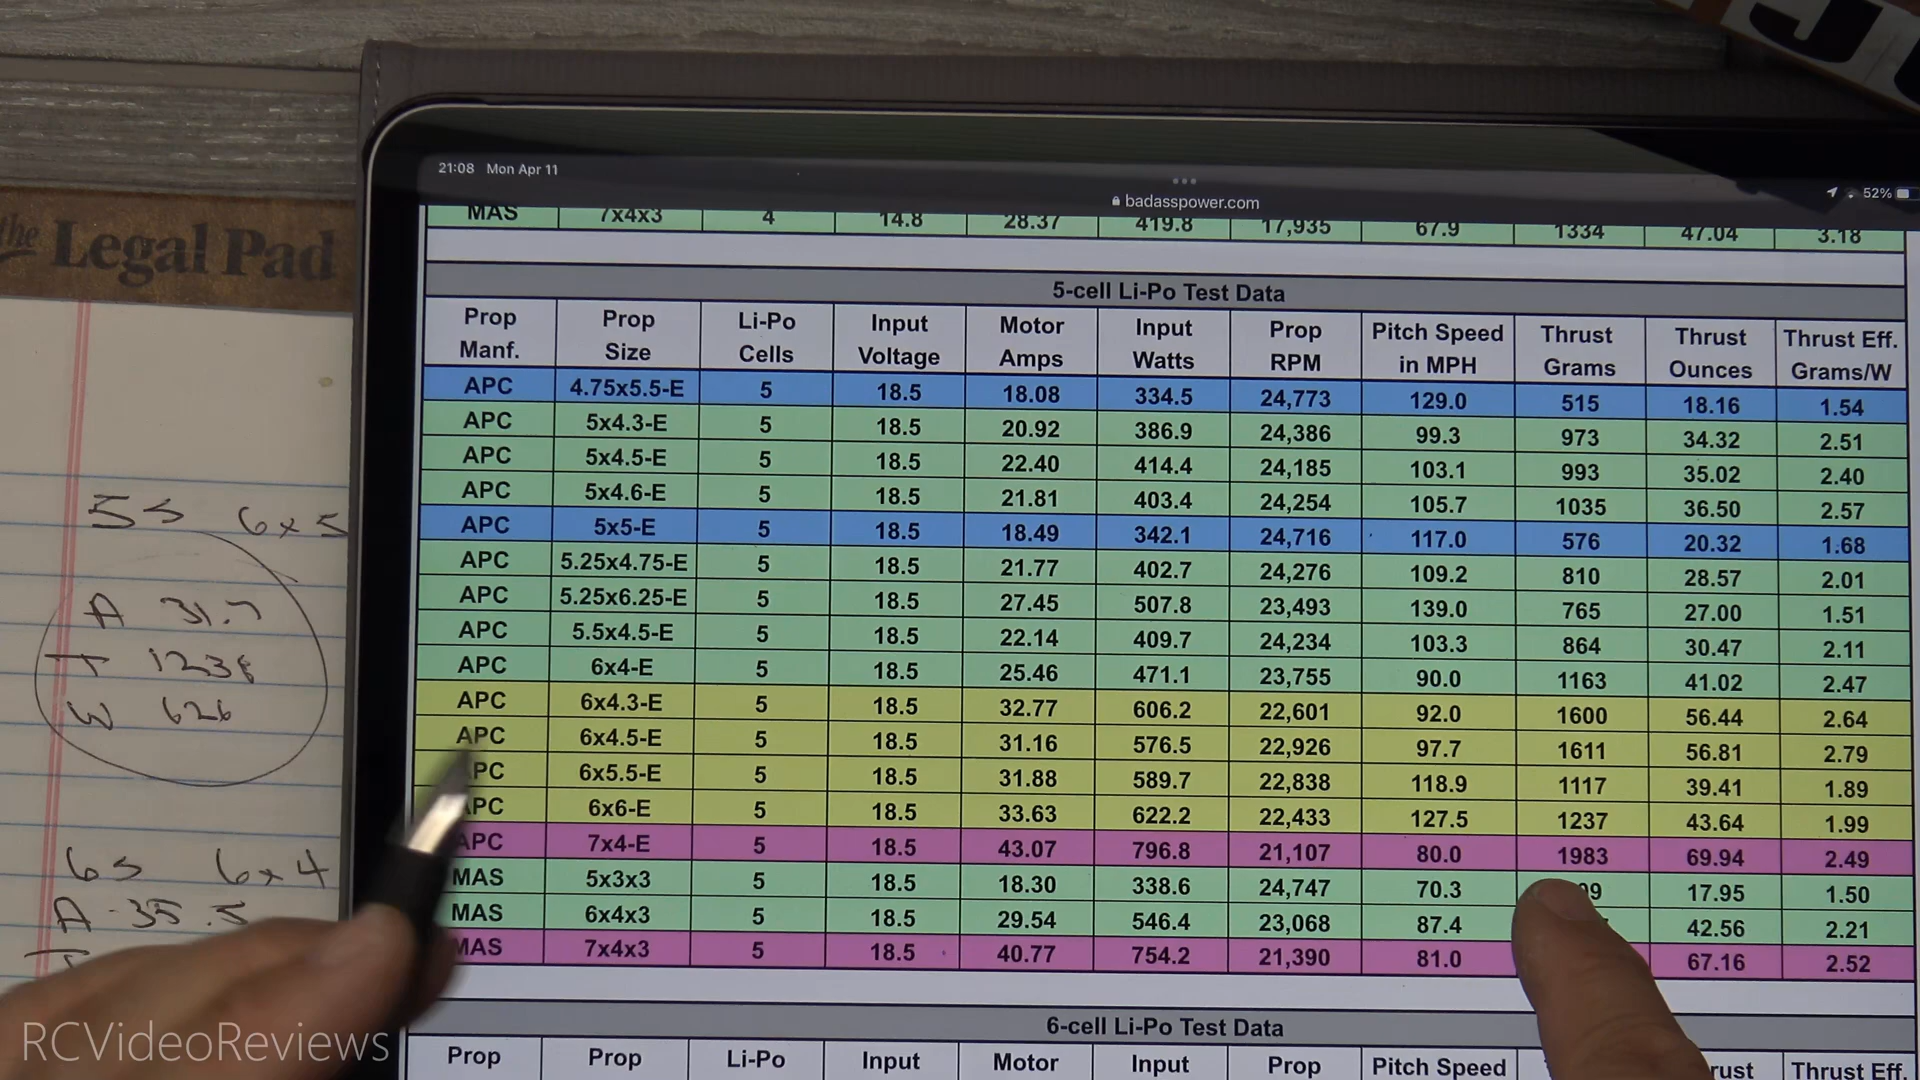 the
Legal Pad
5S 6x5
A 31.7
T 1238
W 626
6S 6x4
A 35.5
T
21:08 Mon Apr 11
badasspower.com
52%
MAS 7x4x3 4 14.8 28.37 419.8 17,935 67.9 1334 47.04 3.18
5-cell Li-Po Test Data
Prop Manf. Prop Size Li-Po Cells Input Voltage Motor Amps Input Watts Prop RPM Pitch Speed in MPH Thrust Grams Thrust Ounces Thrust Eff. Grams/W
APC 4.75x5.5-E 5 18.5 18.08 334.5 24,773 129.0 515 18.16 1.54
APC 5x4.3-E 5 18.5 20.92 386.9 24,386 99.3 973 34.32 2.51
APC 5x4.5-E 5 18.5 22.40 414.4 24,185 103.1 993 35.02 2.40
APC 5x4.6-E 5 18.5 21.81 403.4 24,254 105.7 1035 36.50 2.57
APC 5x5-E 5 18.5 18.49 342.1 24,716 117.0 576 20.32 1.68
APC 5.25x4.75-E 5 18.5 21.77 402.7 24,276 109.2 810 28.57 2.01
APC 5.25x6.25-E 5 18.5 27.45 507.8 23,493 139.0 765 27.00 1.51
APC 5.5x4.5-E 5 18.5 22.14 409.7 24,234 103.3 864 30.47 2.11
APC 6x4-E 5 18.5 25.46 471.1 23,755 90.0 1163 41.02 2.47
APC 6x4.3-E 5 18.5 32.77 606.2 22,601 92.0 1600 56.44 2.64
APC 6x4.5-E 5 18.5 31.16 576.5 22,926 97.7 1611 56.81 2.79
PC 6x5.5-E 5 18.5 31.88 589.7 22,838 118.9 1117 39.41 1.89
APC 6x6-E 5 18.5 33.63 622.2 22,433 127.5 1237 43.64 1.99
APC 7x4-E 5 18.5 43.07 796.8 21,107 80.0 1983 69.94 2.49
MAS 5x3x3 5 18.5 18.30 338.6 24,747 70.3 17.95 1.50
MAS 6x4x3 5 18.5 29.54 546.4 23,068 87.4 42.56 2.21
MAS 7x4x3 5 18.5 40.77 754.2 21,390 81.0 67.16 2.52
6-cell Li-Po Test Data
Prop Prop Li-Po Input Motor Input Prop Pitch Speed rust Thrust Eff.
RCVideoReviews